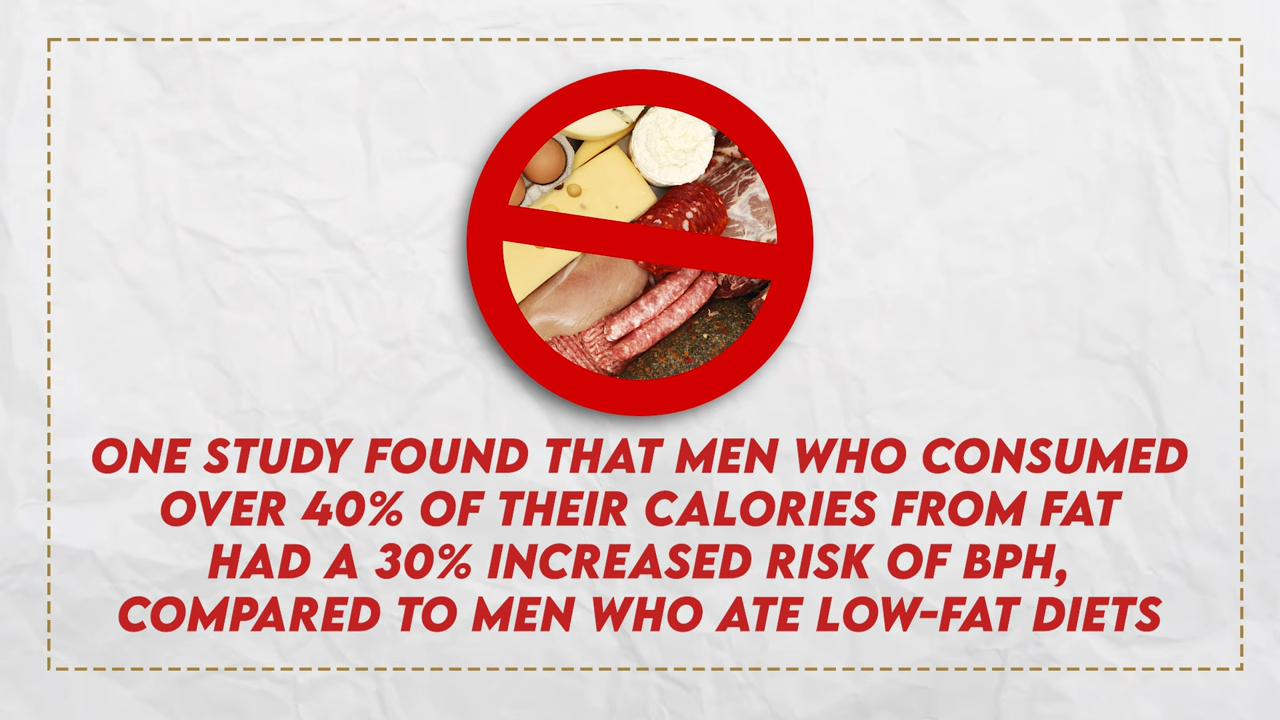 ONE STUDY FOUND THAT MEN WHO CONSUMED
OVER 40% OF THEIR CALORIES FROM FAT
HAD A 30% INCREASED RISK OF BPH,
COMPARED TO MEN WHO ATE LOW-FAT DIETS